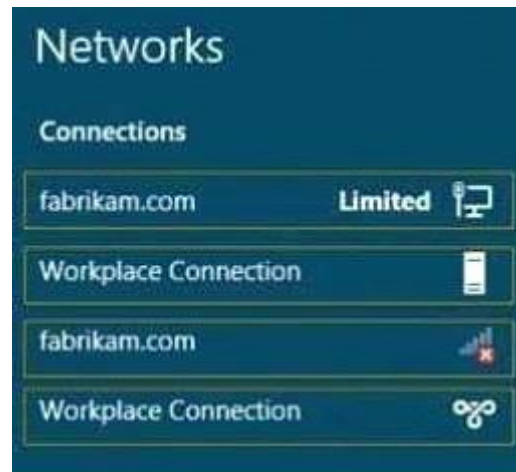 Networks
Connections
fabrikam.com Limited
Workplace Connection
fabrikam.com
Workplace Connection